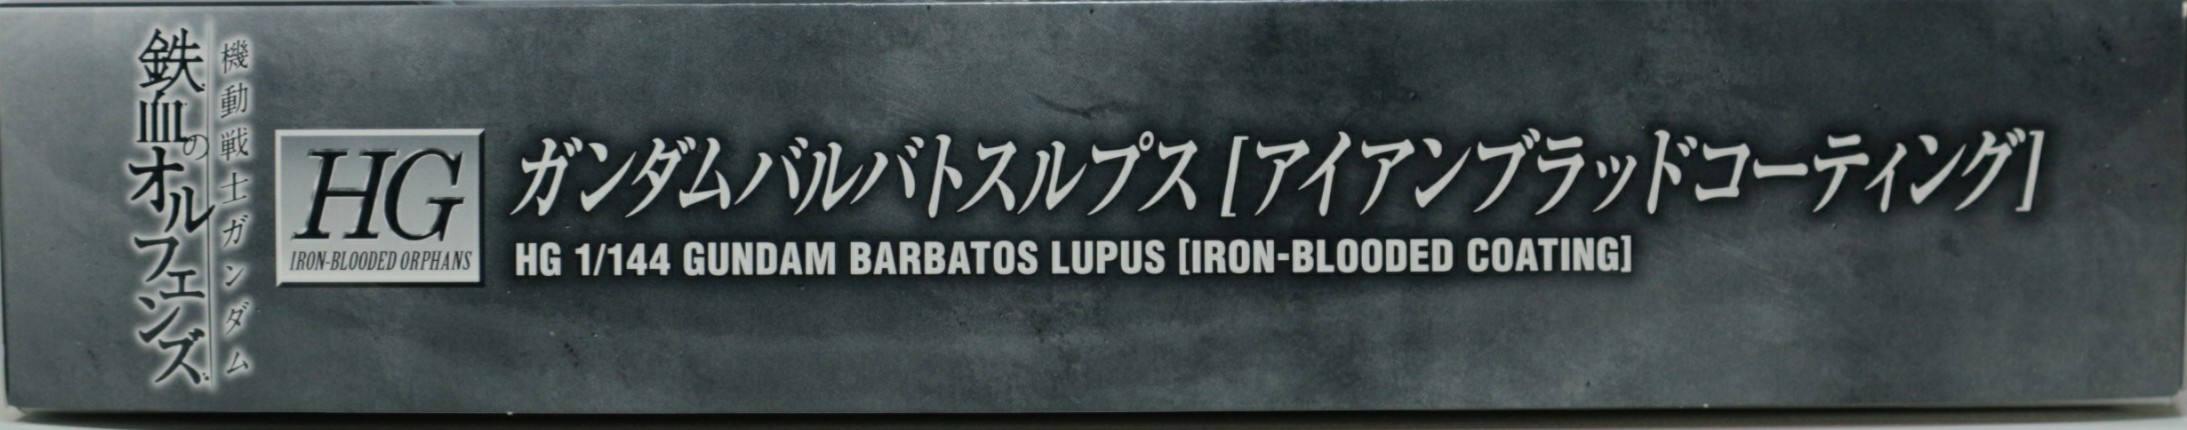 機動戦士ガンダム
鉄血のオルフェンズ
HG
IRON-BLOODED ORPHANS
ガンダムバルバトスルプス [アイアンブラッドコーティング]
HG 1/144 GUNDAM BARBATOS LUPUS [IRON-BLOODED COATING]